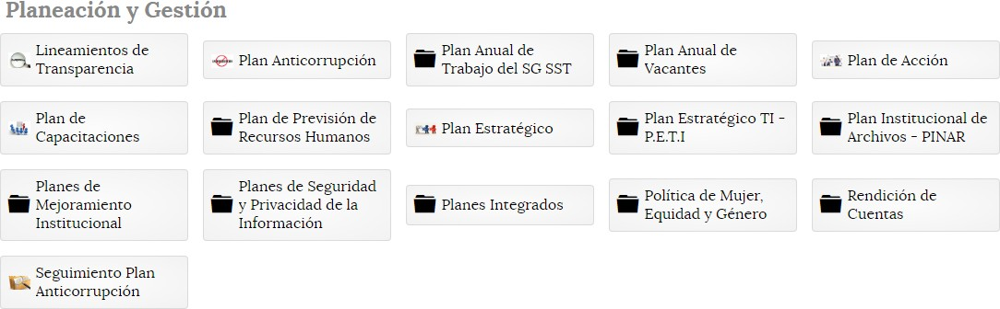 Planeación y Gestión
Lineamientos de
Transparencia
Plan Anticorrupción
Plan Anual de
Trabajo del SG SST
Plan Anual de
Vacantes
Plan de Acción
Plan de
Capacitaciones
Plan de Previsión de
Recursos Humanos
Plan Estratégico
Plan Estratégico TI -
P.E.T.I
Plan Institucional de
Archivos - PINAR
Planes de
Mejoramiento
Institucional
Planes de Seguridad
y Privacidad de la
Información
Planes Integrados
Política de Mujer,
Equidad y Género
Rendición de
Cuentas
Seguimiento Plan
Anticorrupción